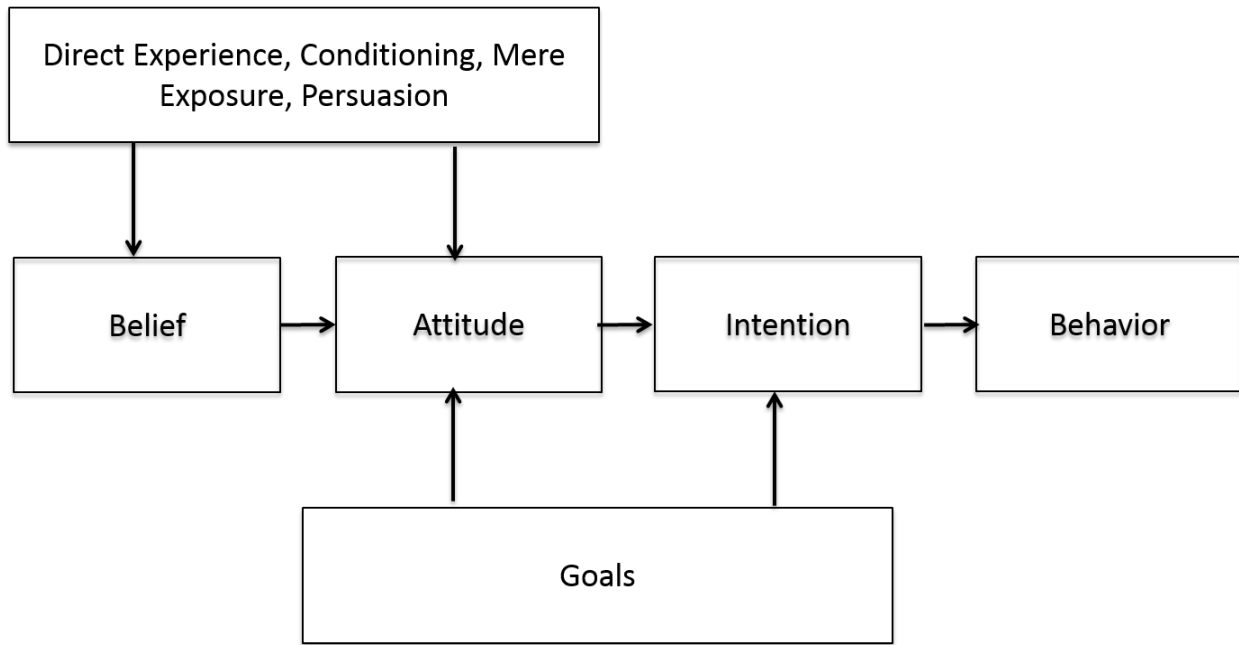 Direct Experience, Conditioning, Mere
Exposure, Persuasion
Belief
Attitude
Intention
Behavior
Goals